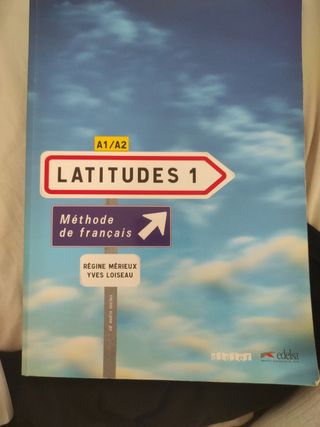 A1/A2
LATITUDES 1
Méthode
de français
RÉGINE MÉRIEUX
YVES LOISEAU
didier
edelsa